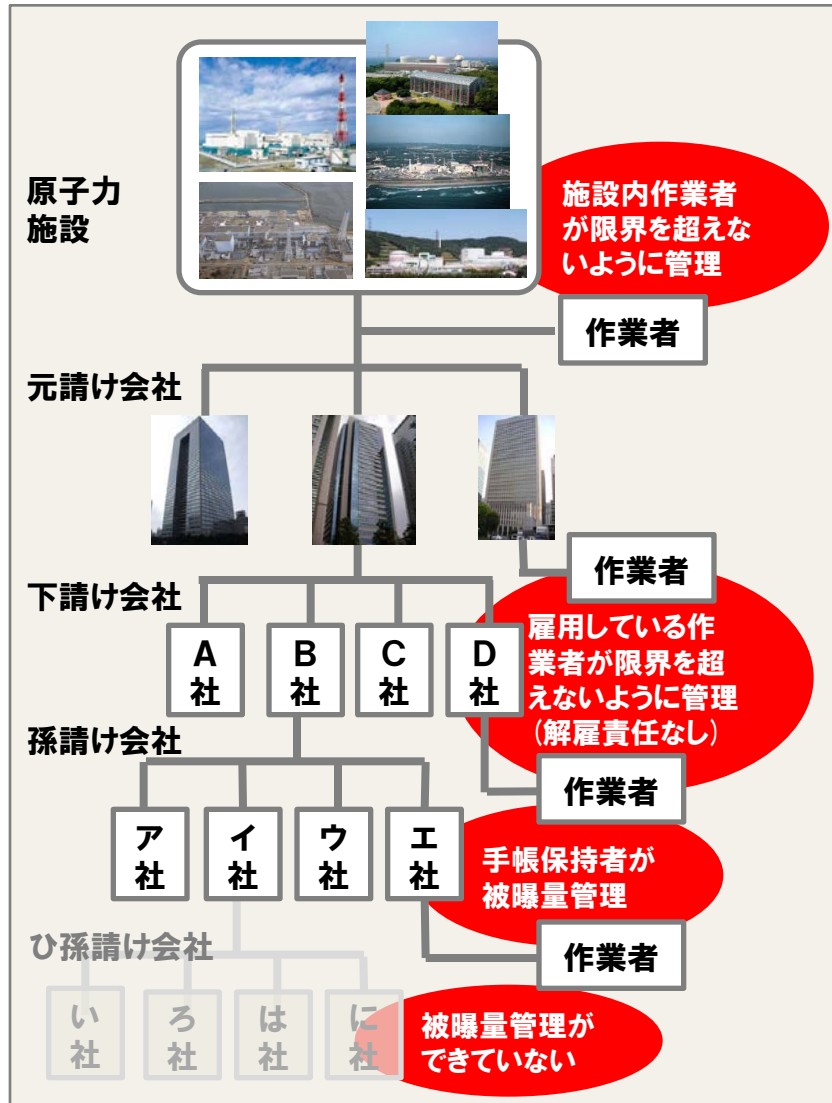 原子力
施設
施設内作業者
が限界を超えな
いように管理
作業者
元請け会社
作業者
下請け会社
A
社
B
社
C
社
D
社
雇用している作
業者が限界を超
えないように管理
(解雇責任なし)
孫請け会社
作業者
ア
社
イ
社
ウ
社
エ
社
手帳保持者が
被曝量管理
作業者
ひ孫請け会社
い
社
ろ
社
は
社
に
社
被曝量管理が
できていない